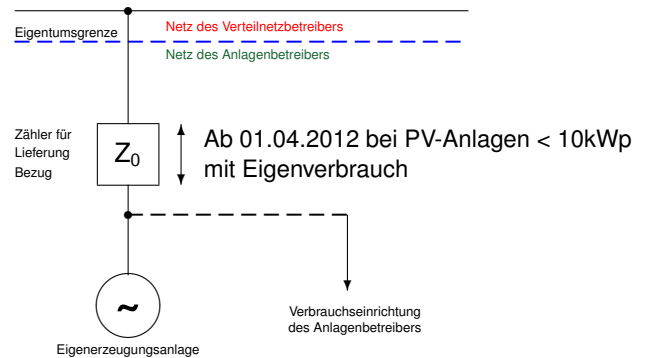 Netz des Verteilnetzbetreibers
Eigentumsgrenze
Netz des Anlagenbetreibers
Zähler für
Lieferung
Bezug
Z0
Ab 01.04.2012 bei PV-Anlagen < 10kWp
mit Eigenverbrauch
~
Verbrauchseinrichtung
des Anlagenbetreibers
Eigenerzeugungsanlage